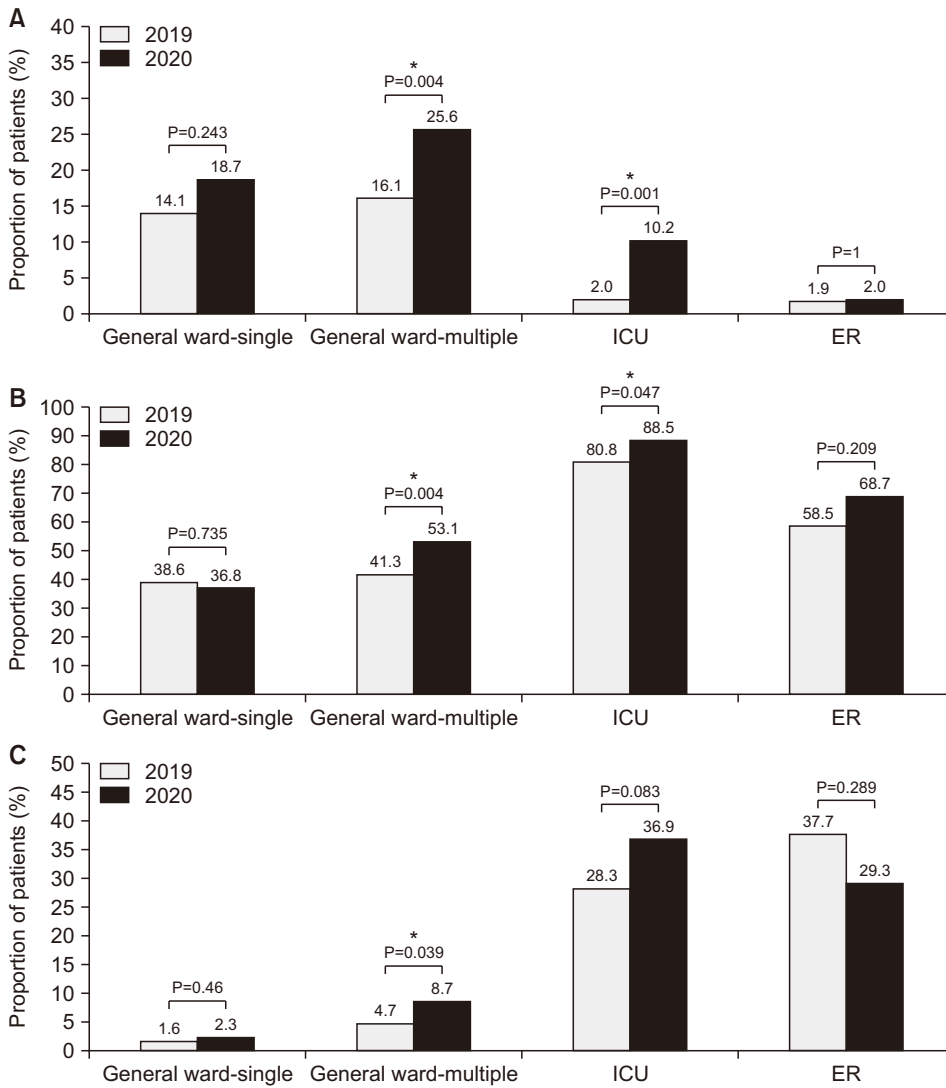 A
Proportion of patients (%)
40
35
30
25
20
15
10
5
0
2019
2020
P=0.243
14.1
18.7
*
P=0.004
16.1
25.6
*
P=0.001
2.0
10.2
P=1
1.9
2.0
General ward-single
General ward-multiple
ICU
ER
B
Proportion of patients (%)
100
90
80
70
60
50
40
30
20
10
0
2019
2020
P=0.735
38.6
36.8
*
P=0.004
41.3
53.1
*
P=0.047
80.8
88.5
P=0.209
58.5
68.7
General ward-single
General ward-multiple
ICU
ER
C
Proportion of patients (%)
50
45
40
35
30
25
20
15
10
5
0
2019
2020
P=0.46
1.6
2.3
*
P=0.039
4.7
8.7
P=0.083
28.3
36.9
P=0.289
37.7
29.3
General ward-single
General ward-multiple
ICU
ER